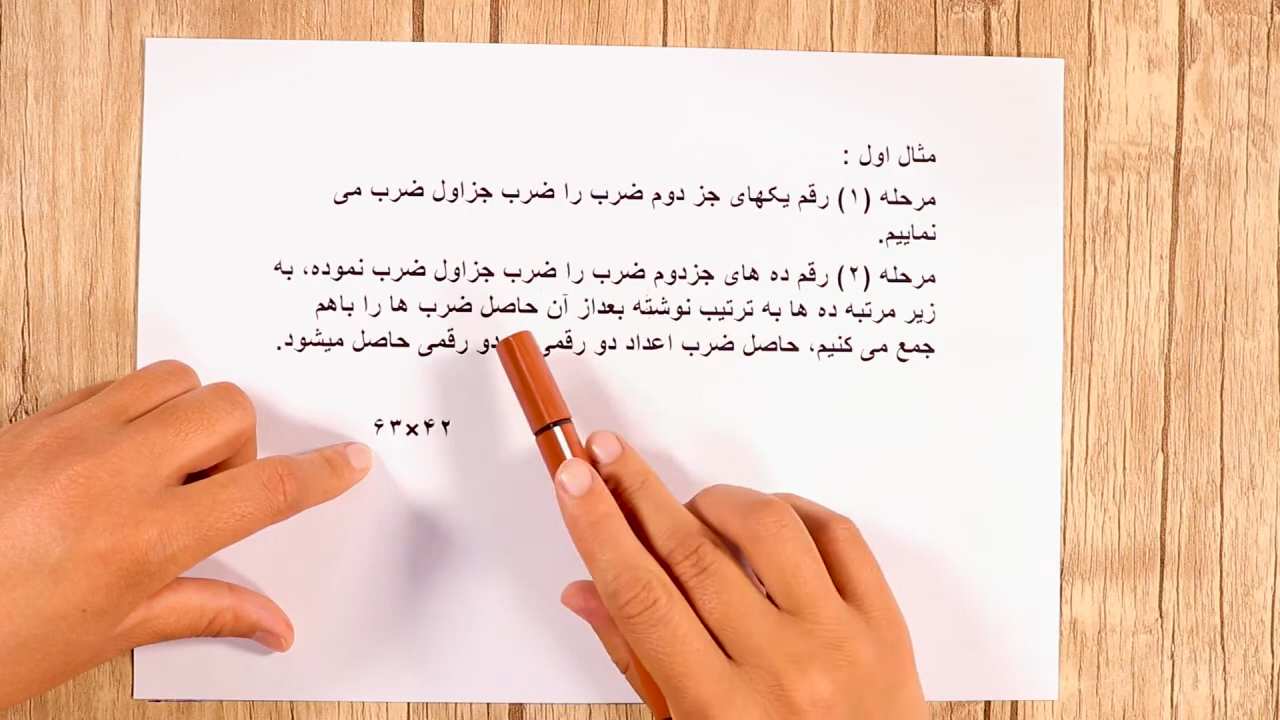 مثال اول :
مرحله (۱) رقم یکهای جز دوم ضرب را ضرب جزاول ضرب می
نماییم.
مرحله (۲) رقم ده های جزدوم ضرب را ضرب جزاول ضرب نموده، به
زیر مرتبه ده ها به ترتیب نوشته بعداز آن حاصل ضرب ها را باهم
جمع می کنیم، حاصل ضرب اعداد دو رقمی دو رقمی حاصل میشود.
۶۳×۴۲